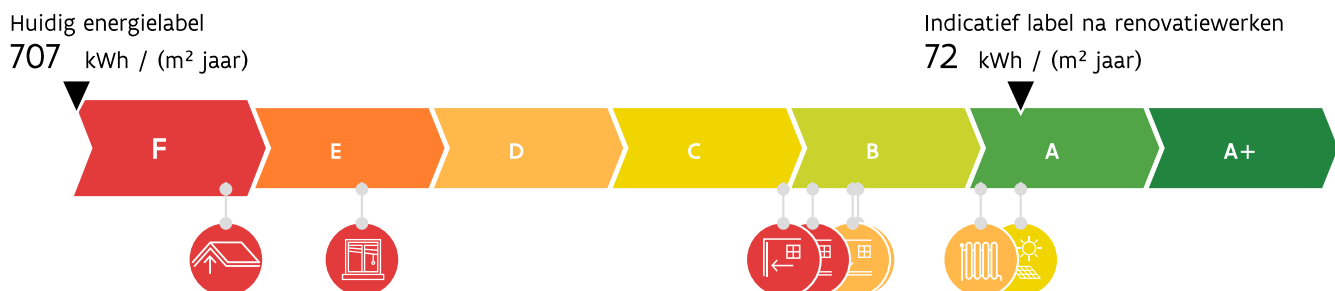 Huidig energielabel
707 kWh / (m² jaar)
Indicatief label na renovatiewerken
72 kWh / (m² jaar)
F E D C B A A+